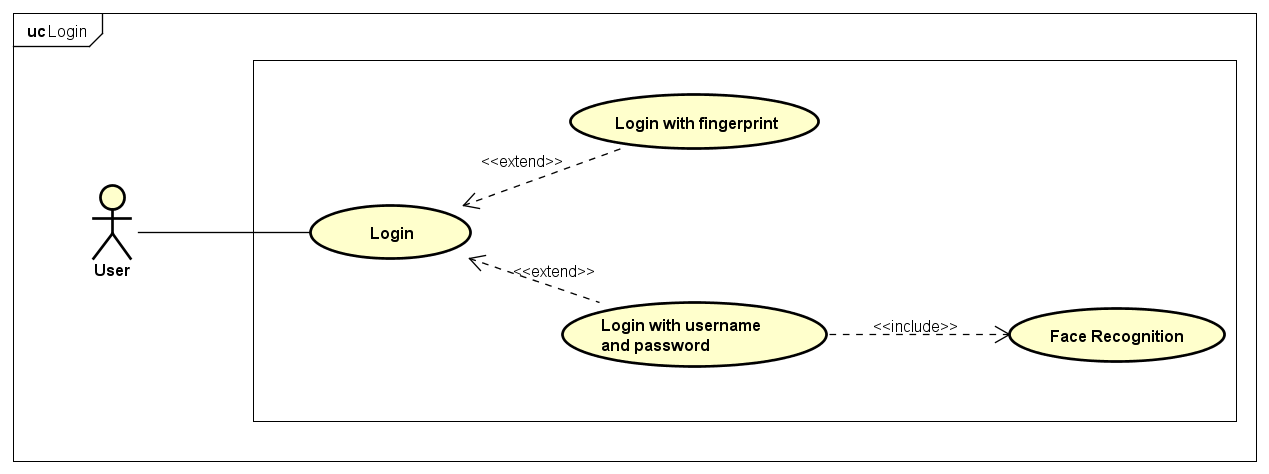 uc Login
Login with fingerprint
<<extend>>
User
Login
<<extend>>
Login with username
and password
<<include>>
Face Recognition